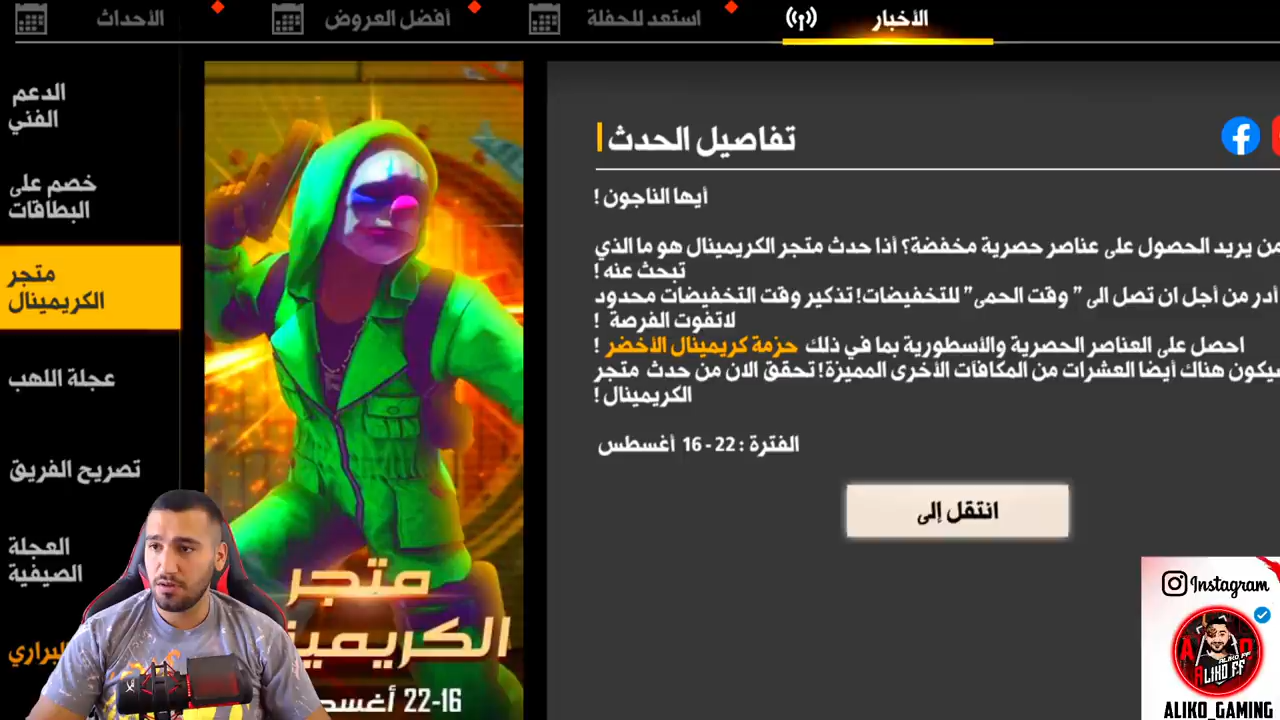 الأخبار
استعد للحفلة
أفضل العروض
الأحداث
الدعم
الفني
خصم على
البطاقات
متجر
الكريمينال
عجلة اللهب
تصريح الفريق
العجلة
الصيفية
البراري
متجر
22-16
تفاصيل الحدث
أيها الناجون !
من يريد الحصول على عناصر حصرية مخفضة؟ أذا حدث متجر الكريمينال هو ما الذي
تبحث عنه !
أدر من أجل ان تصل الى " وقت الحمى" للتخفيضات! تذكير وقت التخفيضات محدود
لاتفوت الفرصة !
احصل على العناصر الحصرية والأسطورية بما في ذلك حزمة كريمينال الأخضر !
سيكون هناك أيضا العشرات من المكافآت الأخرى المميزة! تحقق الان من حدث متجر
الكريمينال !
الفترة : 22 - 16 أغسطس
انتقل إلى
Instagram
ALIKO FF
ALIKO_GAMING